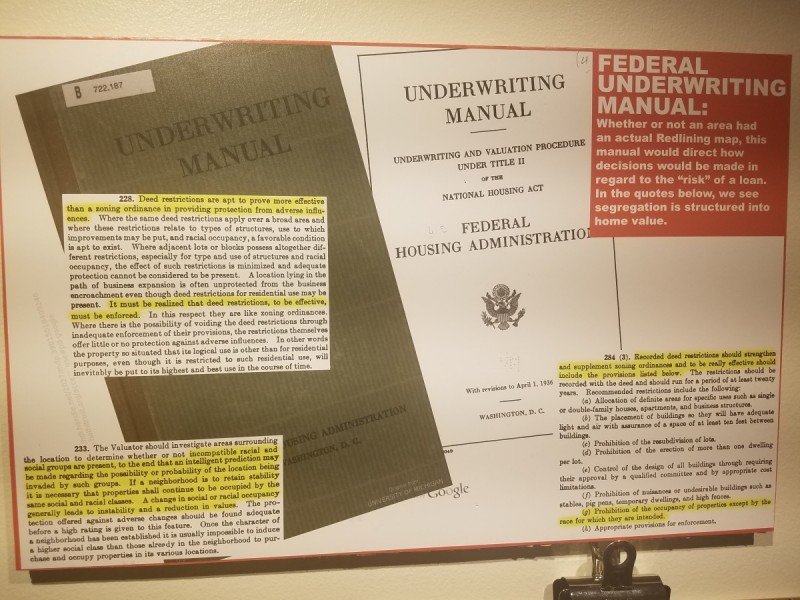 B 722,187
UNDERWRITING
MANUAL
228. Deed restrictions are apt to prove more effective
than a zoning ordinance in providing protection from adverse influ-
ences. Where the same deed restrictions apply over a broad area and
where these restrictions relate to types of structures, use to which
improvements may be put, and racial occupancy, a favorable condition
is apt to exist. Where adjacent lots or blocks possess altogether dif-
ferent restrictions, especially for type and use of structures and racial
occupancy, the effect of such restrictions is minimized and adequate
protection cannot be considered to be present. A location lying in the
path of business expansion is often unprotected from the business
encroachment even though deed restrictions for residential use may be
present. It must be realized that deed restrictions, to be effective,
must be enforced. In this respect they are like zoning ordinances.
Where there is the possibility of voiding the deed restrictions through
inadequate enforcement of their provisions, the restrictions themselves
offer little or no protection against adverse influences. In other words
the property so situated that its logical use is other than for residential
purposes, even though it is restricted to such residential use, will
inevitably be put to its highest and best use in the course of time.
HOUSING ADMINISTRATION
WASHINGTON, D. C.
233. The Valuator should investigate areas surrounding
the location to determine whether or not incompatible racial and
social groups are present, to the end that an intelligent prediction may
be made regarding the possibility or probability of the location being
invaded by such groups. If a neighborhood is to retain stability
it is necessary that properties shall continue to be occupied by the
same social and racial classes. A change in social or racial occupancy
generally leads to instability and a reduction in values. The pro-
tection offered against adverse changes should be found adequate
before a high rating is given to this feature. Once the character of
a neighborhood has been established it is usually impossible to induce
a higher social class than those already in the neighborhood to pur-
chase and occupy properties in its various locations.
UNDERWRITING
MANUAL
UNDERWRITING AND VALUATION PROCEDURE
UNDER TITLE II
OF THE
NATIONAL HOUSING ACT
FEDERAL
HOUSING ADMINISTRATION
With revisions to April 1, 1936
WASHINGTON, D. C.
UNIVERSITY OF MICHIGAN
Google
FEDERAL
UNDERWRITING
MANUAL:
Whether or not an area had
an actual Redlining map, this
manual would direct how
decisions would be made in
regard to the “risk” of a loan.
In the quotes below, we see
segregation is structured into
home value.
284 (3). Recorded deed restrictions should strengthen
and supplement zoning ordinances and to be really effective should
include the provisions listed below. The restrictions should be
recorded with the deed and should run for a period of at least twenty
years. Recommended restrictions include the following:
(a) Allocation of definite areas for specific uses such as single
or double-family houses, apartments, and business structures.
(b) The placement of buildings so they will have adequate
light and air with assurance of a space of at least ten feet between
buildings.
(c) Prohibition of the resubdivision of lots.
(d) Prohibition of the erection of more than one dwelling
per lot.
(e) Control of the design of all buildings through requiring
their approval by a qualified committee and by appropriate cost
limitations.
(f) Prohibition of nuisances or undesirable buildings such as
stables, pig pens, temporary dwellings, and high fences.
(g) Prohibition of the occupancy of properties except by the
race for which they are intended.
(h) Appropriate provisions for enforcement.